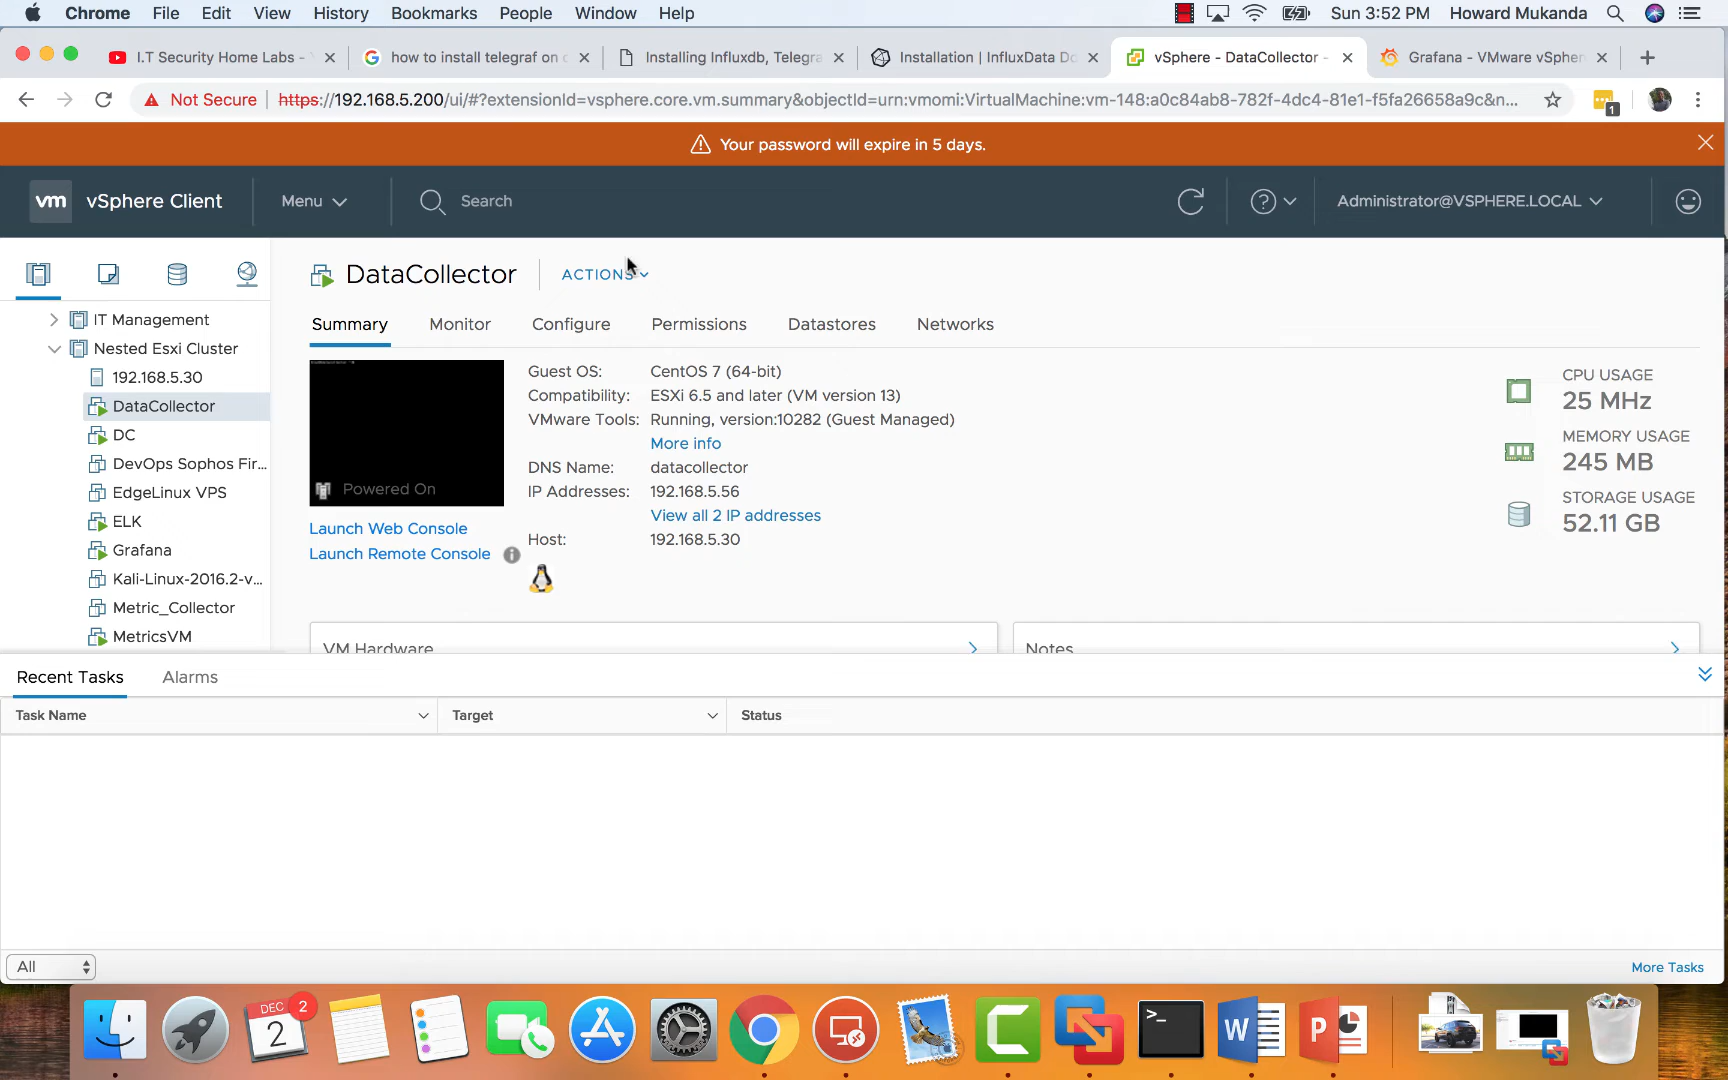 Chrome File Edit View History Bookmarks People Window Help Sun 3:52 PM Howard Mukanda
I.T Security Home Labs - how to install telegraf on Installing Influxdb, Telegra Installation | InfluxData Do vSphere - DataCollector - Grafana - VMware vSpher
Not Secure https://192.168.5.200/ui/#?extensionId=vsphere.core.vm.summary&objectId=urn:vmomi:VirtualMachine:vm-148:a0c84ab8-782f-4dc4-81e1-f5fa26658a9c&n...
1
Your password will expire in 5 days.
vm vSphere Client Menu Search Administrator@VSPHERE.LOCAL
DataCollector ACTIONS
Summary Monitor Configure Permissions Datastores Networks
IT Management
Nested Esxi Cluster
192.168.5.30
DataCollector
DC
DevOps Sophos Fir...
EdgeLinux VPS
ELK
Grafana
Kali-Linux-2016.2-v...
Metric_Collector
MetricsVM
Powered On
Launch Web Console
Launch Remote Console
Guest OS: CentOS 7 (64-bit)
Compatibility: ESXi 6.5 and later (VM version 13)
VMware Tools: Running, version:10282 (Guest Managed)
More info
DNS Name: datacollector
IP Addresses: 192.168.5.56
View all 2 IP addresses
Host: 192.168.5.30
CPU USAGE
25 MHz
MEMORY USAGE
245 MB
STORAGE USAGE
52.11 GB
VM Hardware
Notes
Recent Tasks Alarms
Task Name Target Status
All More Tasks
DEC
2
2
W
P